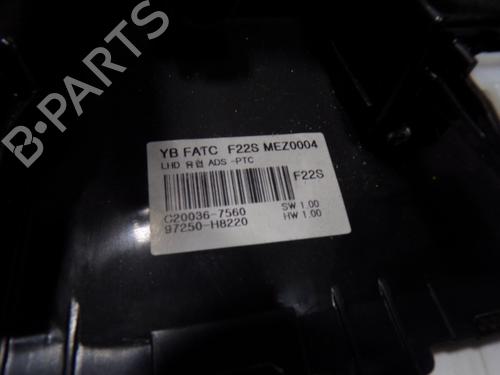 YB FATC F22S MEZ0004
LHD 유럽 ADS -PTC
F22S
C20036-7560
SW 1.00
97250-H8220
HW 1.00
B PARTS